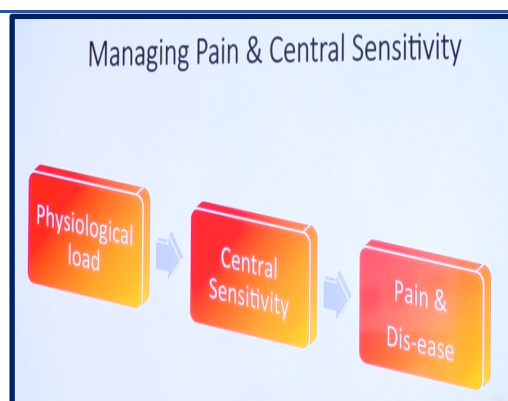 Managing Pain & Central Sensitivity
Physiological
load
Central
Sensitivity
Pain &
Dis-ease